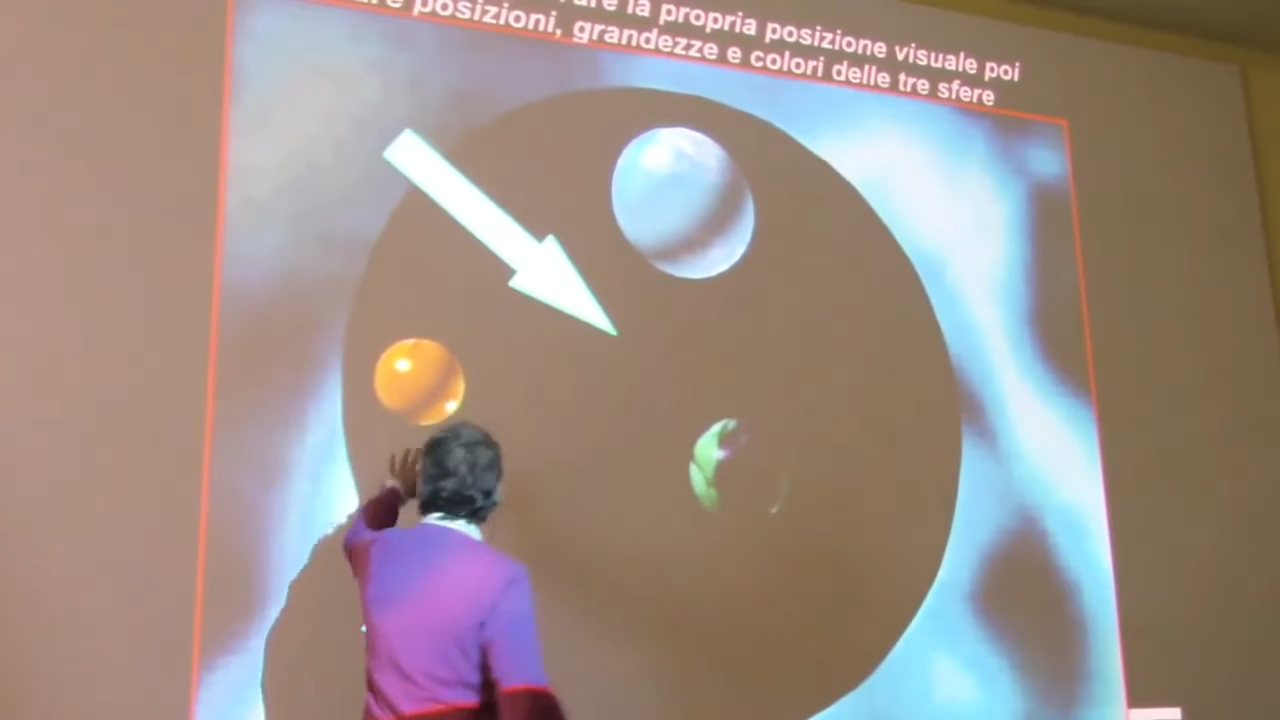 la propria posizione visuale poi
posizioni, grandezze e colori delle tre sfere